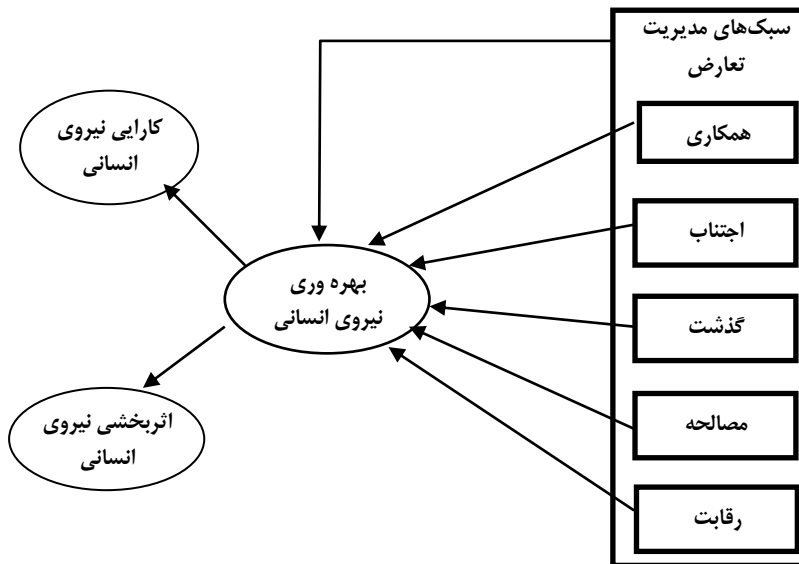 سبک‌های مدیریت
تعارض
همکاری
اجتناب
گذشت
مصالحه
رقابت
بهره وری
نیروی انسانی
کارایی نیروی
انسانی
اثربخشی نیروی
انسانی